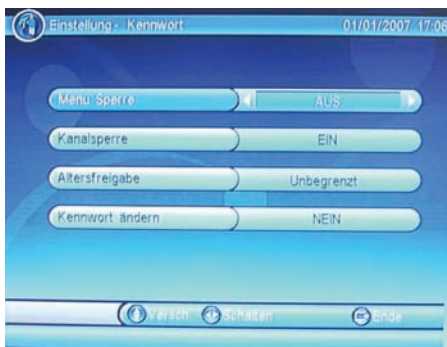 Einstellung - Kennwort 01/01/2007 17:06
Menü Sperre AUS
Kanalsperre EIN
Altersfreigabe Unbegrenzt
Kennwort ändern NEIN
Versch. Schalten Ende